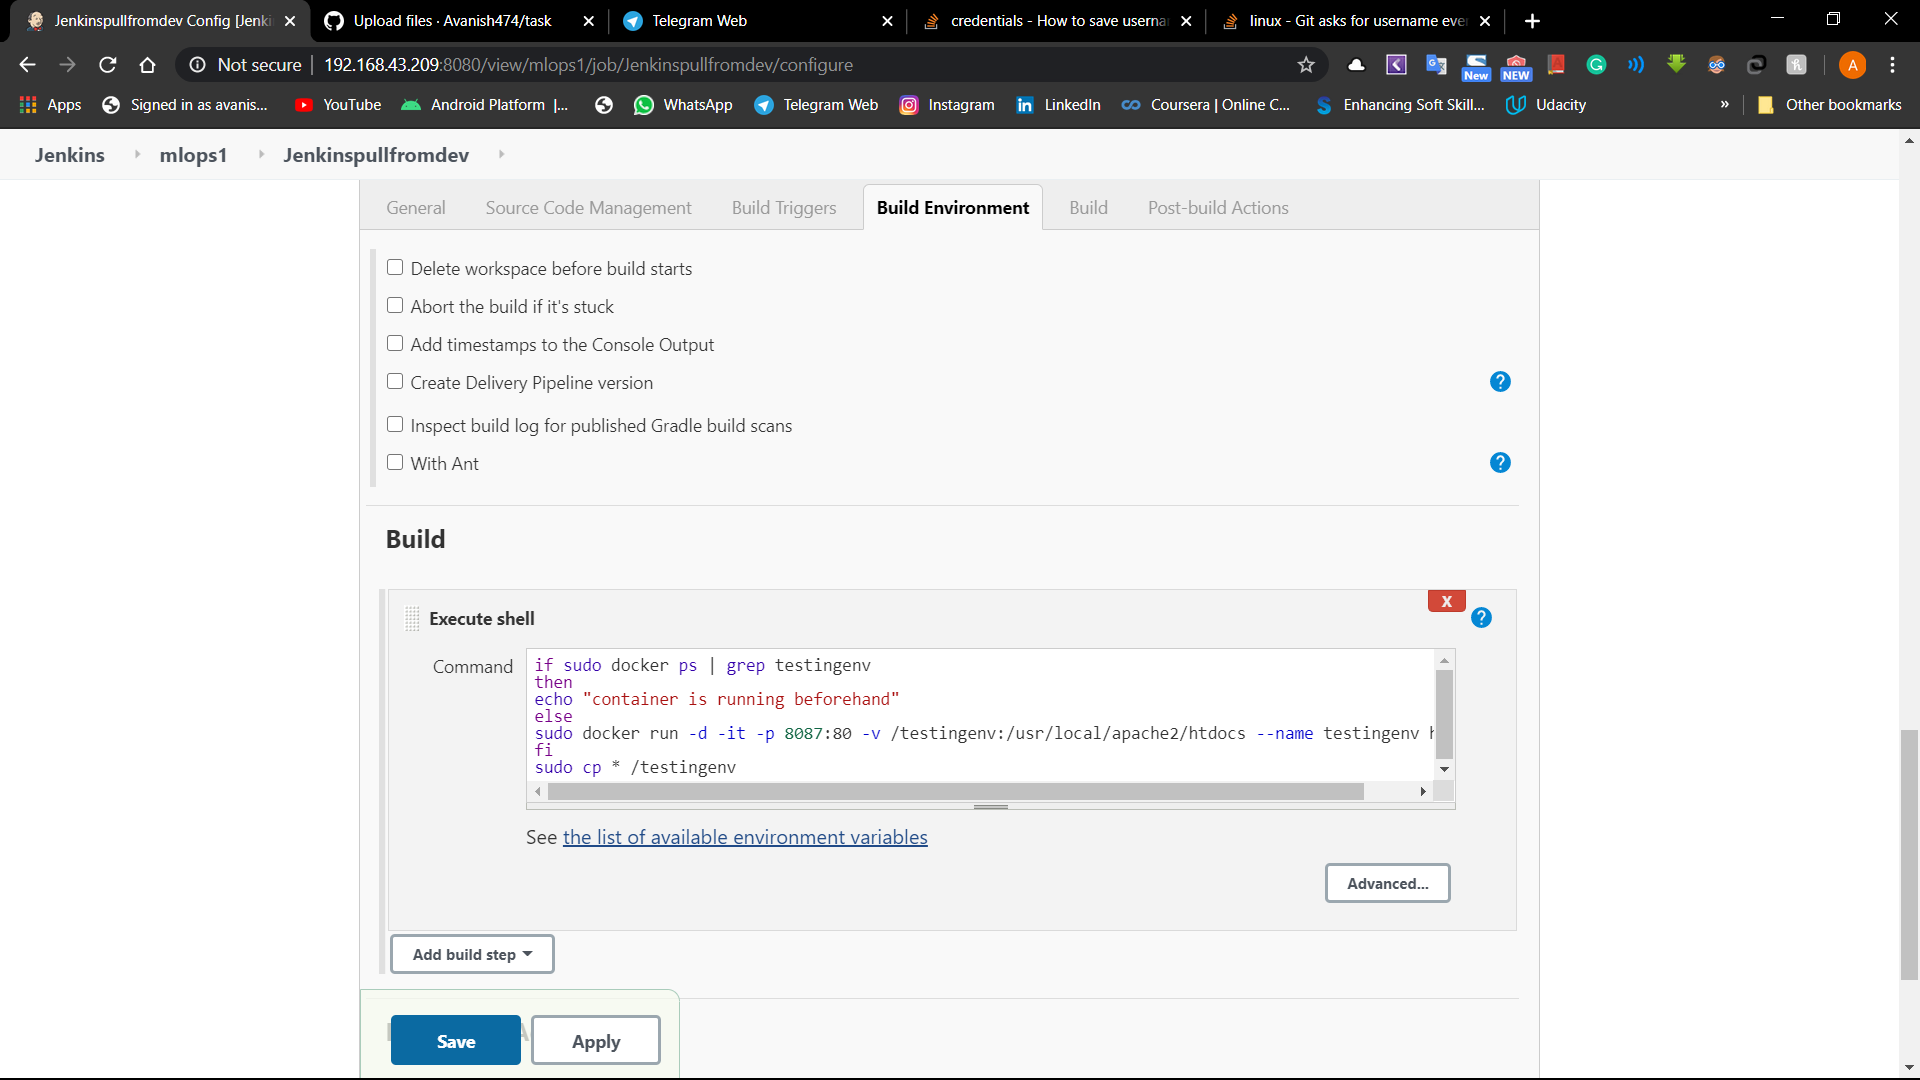 Jenkinspullfromdev Config [Jenki
Upload files · Avanish474/task
Telegram Web
credentials - How to save userna
linux - Git asks for username eve
Not secure
192.168.43.209:8080/view/mlops1/job/Jenkinspullfromdev/configure
New
NEW
A
Apps
Signed in as avanis...
YouTube
Android Platform |...
WhatsApp
Telegram Web
Instagram
LinkedIn
Coursera | Online C...
Enhancing Soft Skill...
Udacity
»
Other bookmarks
Jenkins
mlops1
Jenkinspullfromdev
General
Source Code Management
Build Triggers
Build Environment
Build
Post-build Actions
Delete workspace before build starts
Abort the build if it's stuck
Add timestamps to the Console Output
Create Delivery Pipeline version
?
Inspect build log for published Gradle build scans
With Ant
?
Build
X
Execute shell
?
Command
if sudo docker ps | grep testingenv
then
echo "container is running beforehand"
else
sudo docker run -d -it -p 8087:80 -v /testingenv:/usr/local/apache2/htdocs --name testingenv h
fi
sudo cp * /testingenv
See the list of available environment variables
Advanced...
Add build step
Save
Apply